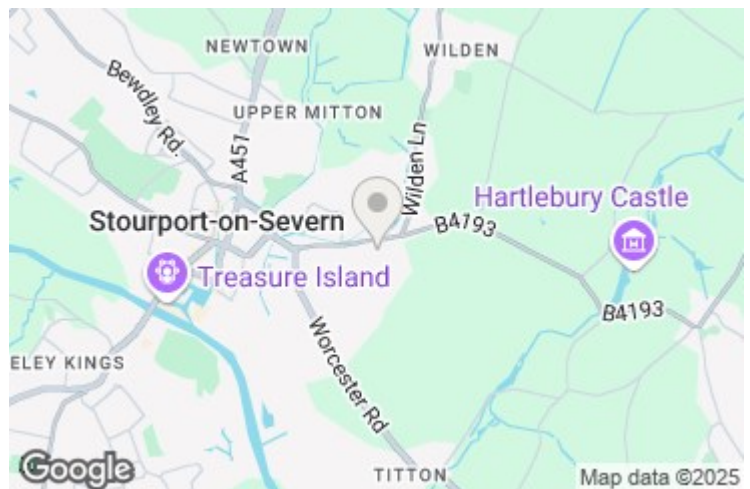 NEWTOWN
WILDEN
Bewdley Rd.
UPPER MITTON
A451
Wilden Ln
Hartlebury Castle
Stourport-on-Severn
B4193
Treasure Island
B4193
ELEY KINGS
Worcester Rd
TITTON
Google
Map data ©2025